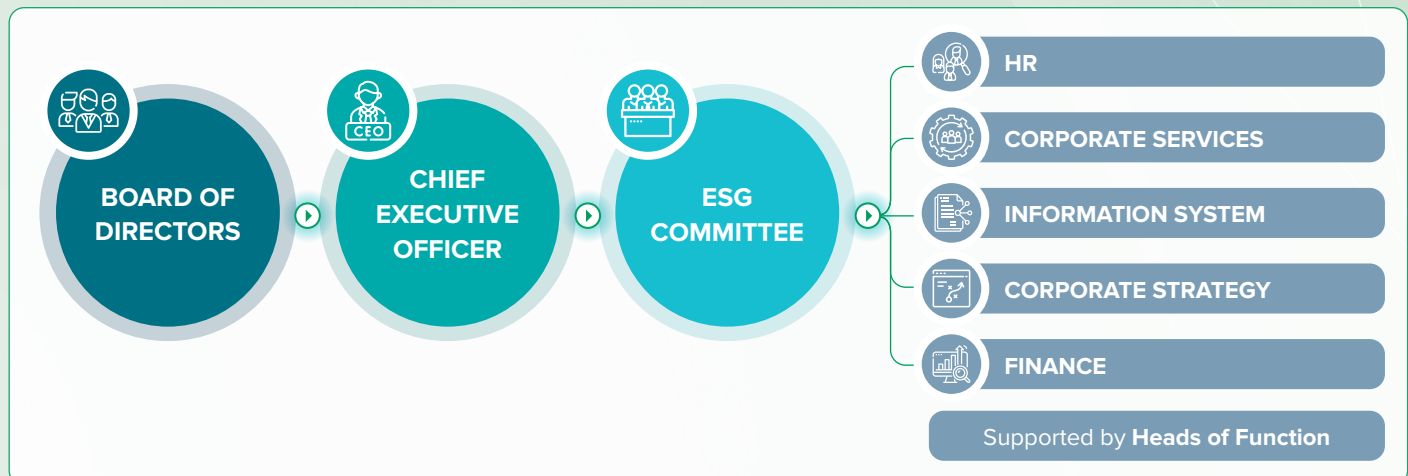 BOARD OF
DIRECTORS
CEO
CHIEF
EXECUTIVE
OFFICER
ESG
COMMITTEE
HR
CORPORATE SERVICES
INFORMATION SYSTEM
CORPORATE STRATEGY
FINANCE
Supported by Heads of Function